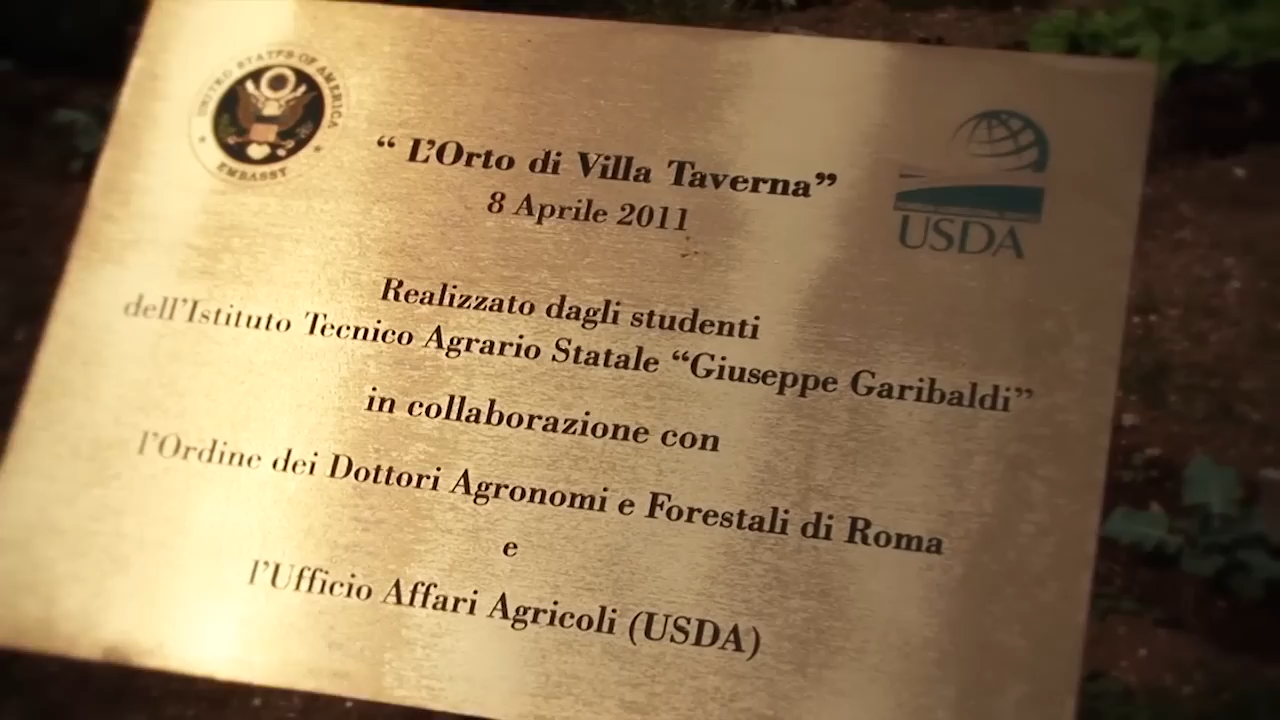 UNITED STATES OF AMERICA
EMBASSY
“ L’Orto di Villa Taverna”
8 Aprile 2011
USDA
Realizzato dagli studenti
dell’Istituto Tecnico Agrario Statale “Giuseppe Garibaldi”
in collaborazione con
l’Ordine dei Dottori Agronomi e Forestali di Roma
e
l’Ufficio Affari Agricoli (USDA)